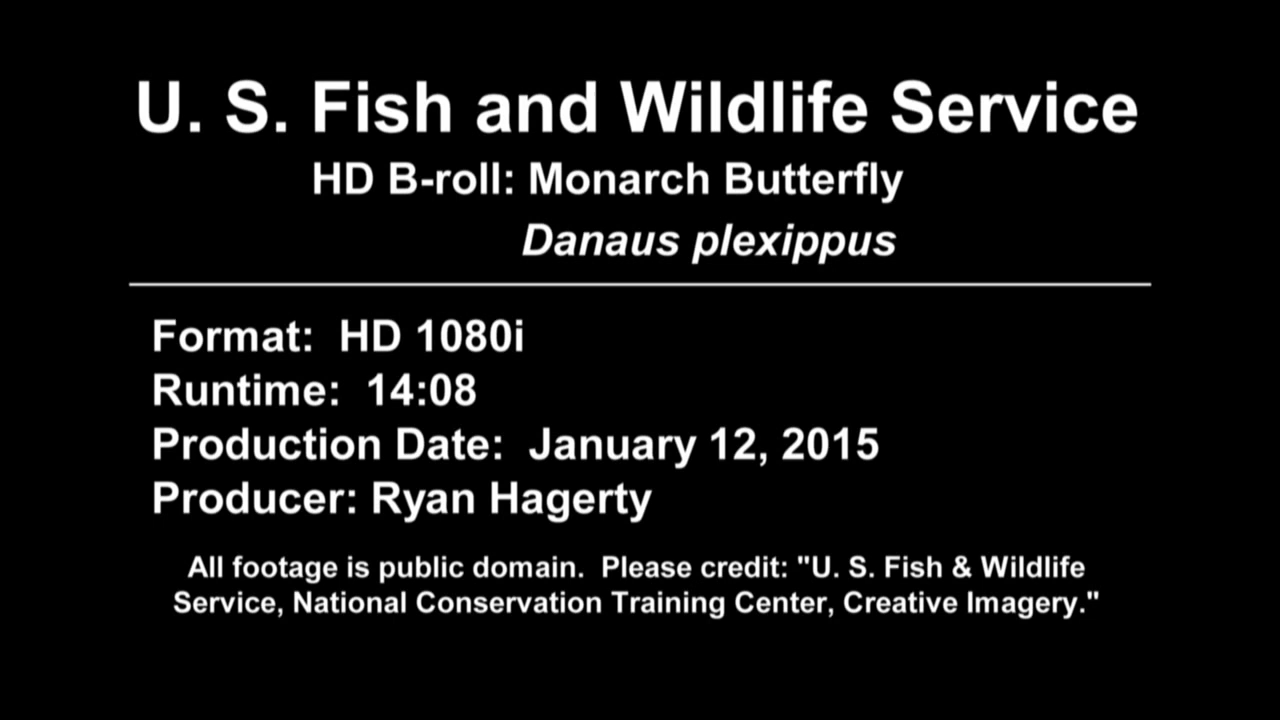 U. S. Fish and Wildlife Service
HD B-roll: Monarch Butterfly
Danaus plexippus
Format:  HD 1080i
Runtime:  14:08
Production Date:  January 12, 2015
Producer: Ryan Hagerty
All footage is public domain.  Please credit: "U. S. Fish & Wildlife
Service, National Conservation Training Center, Creative Imagery."